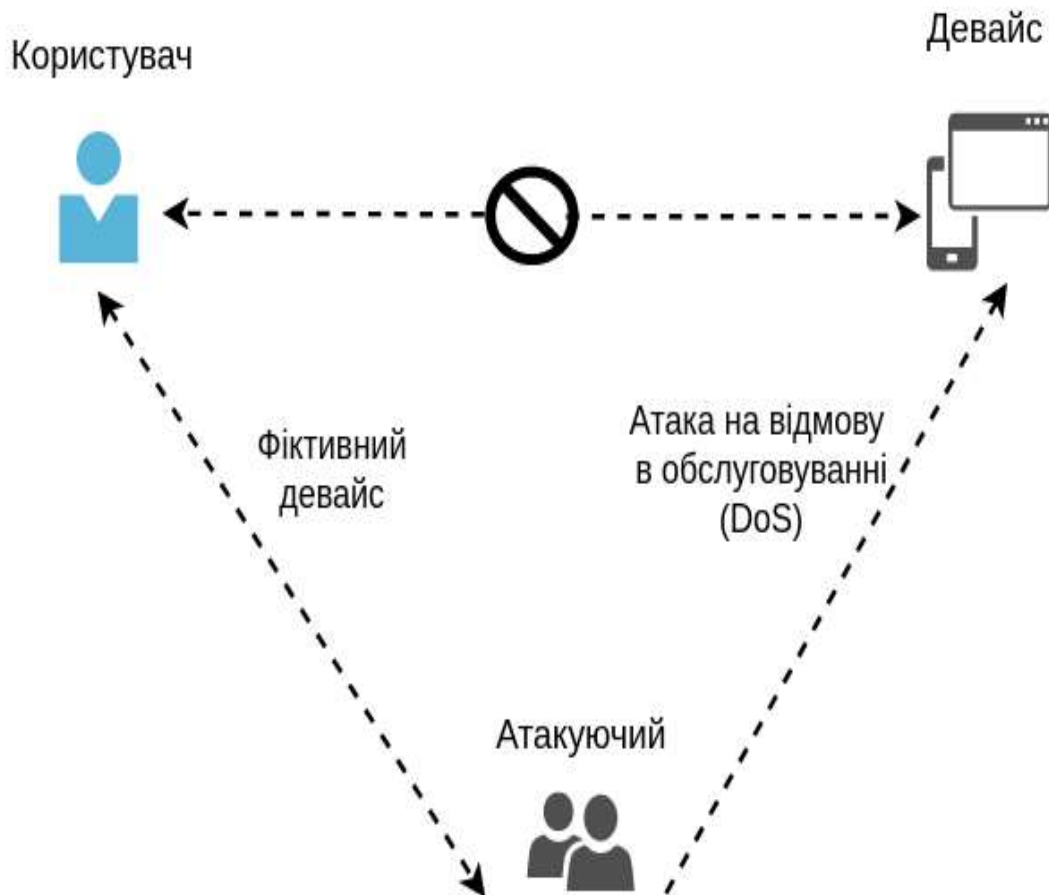 Користувач
Девайс
Фіктивний
девайс
Атака на відмову
в обслуговуванні
(DoS)
Атакуючий